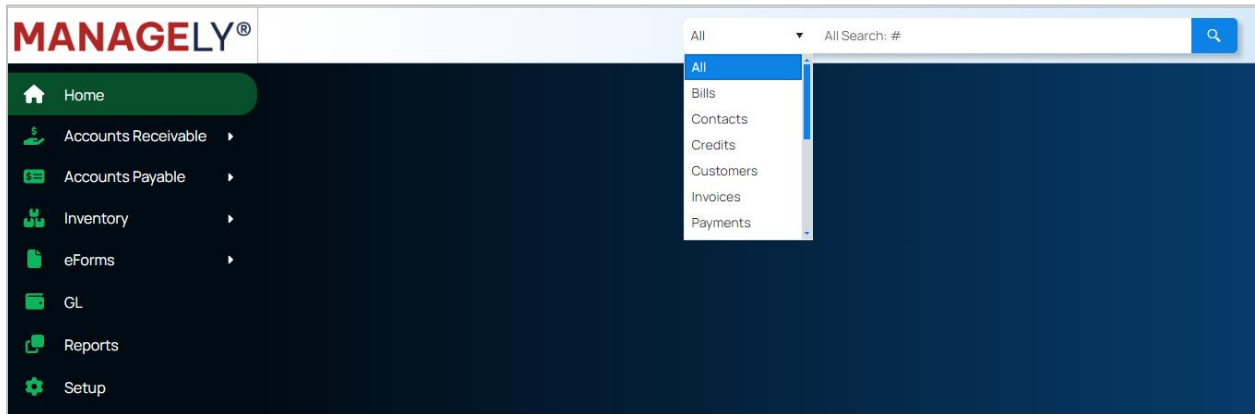 MANAGELY®
All
All Search: #
All
Bills
Contacts
Credits
Customers
Invoices
Payments
Home
Accounts Receivable
Accounts Payable
Inventory
eForms
GL
Reports
Setup